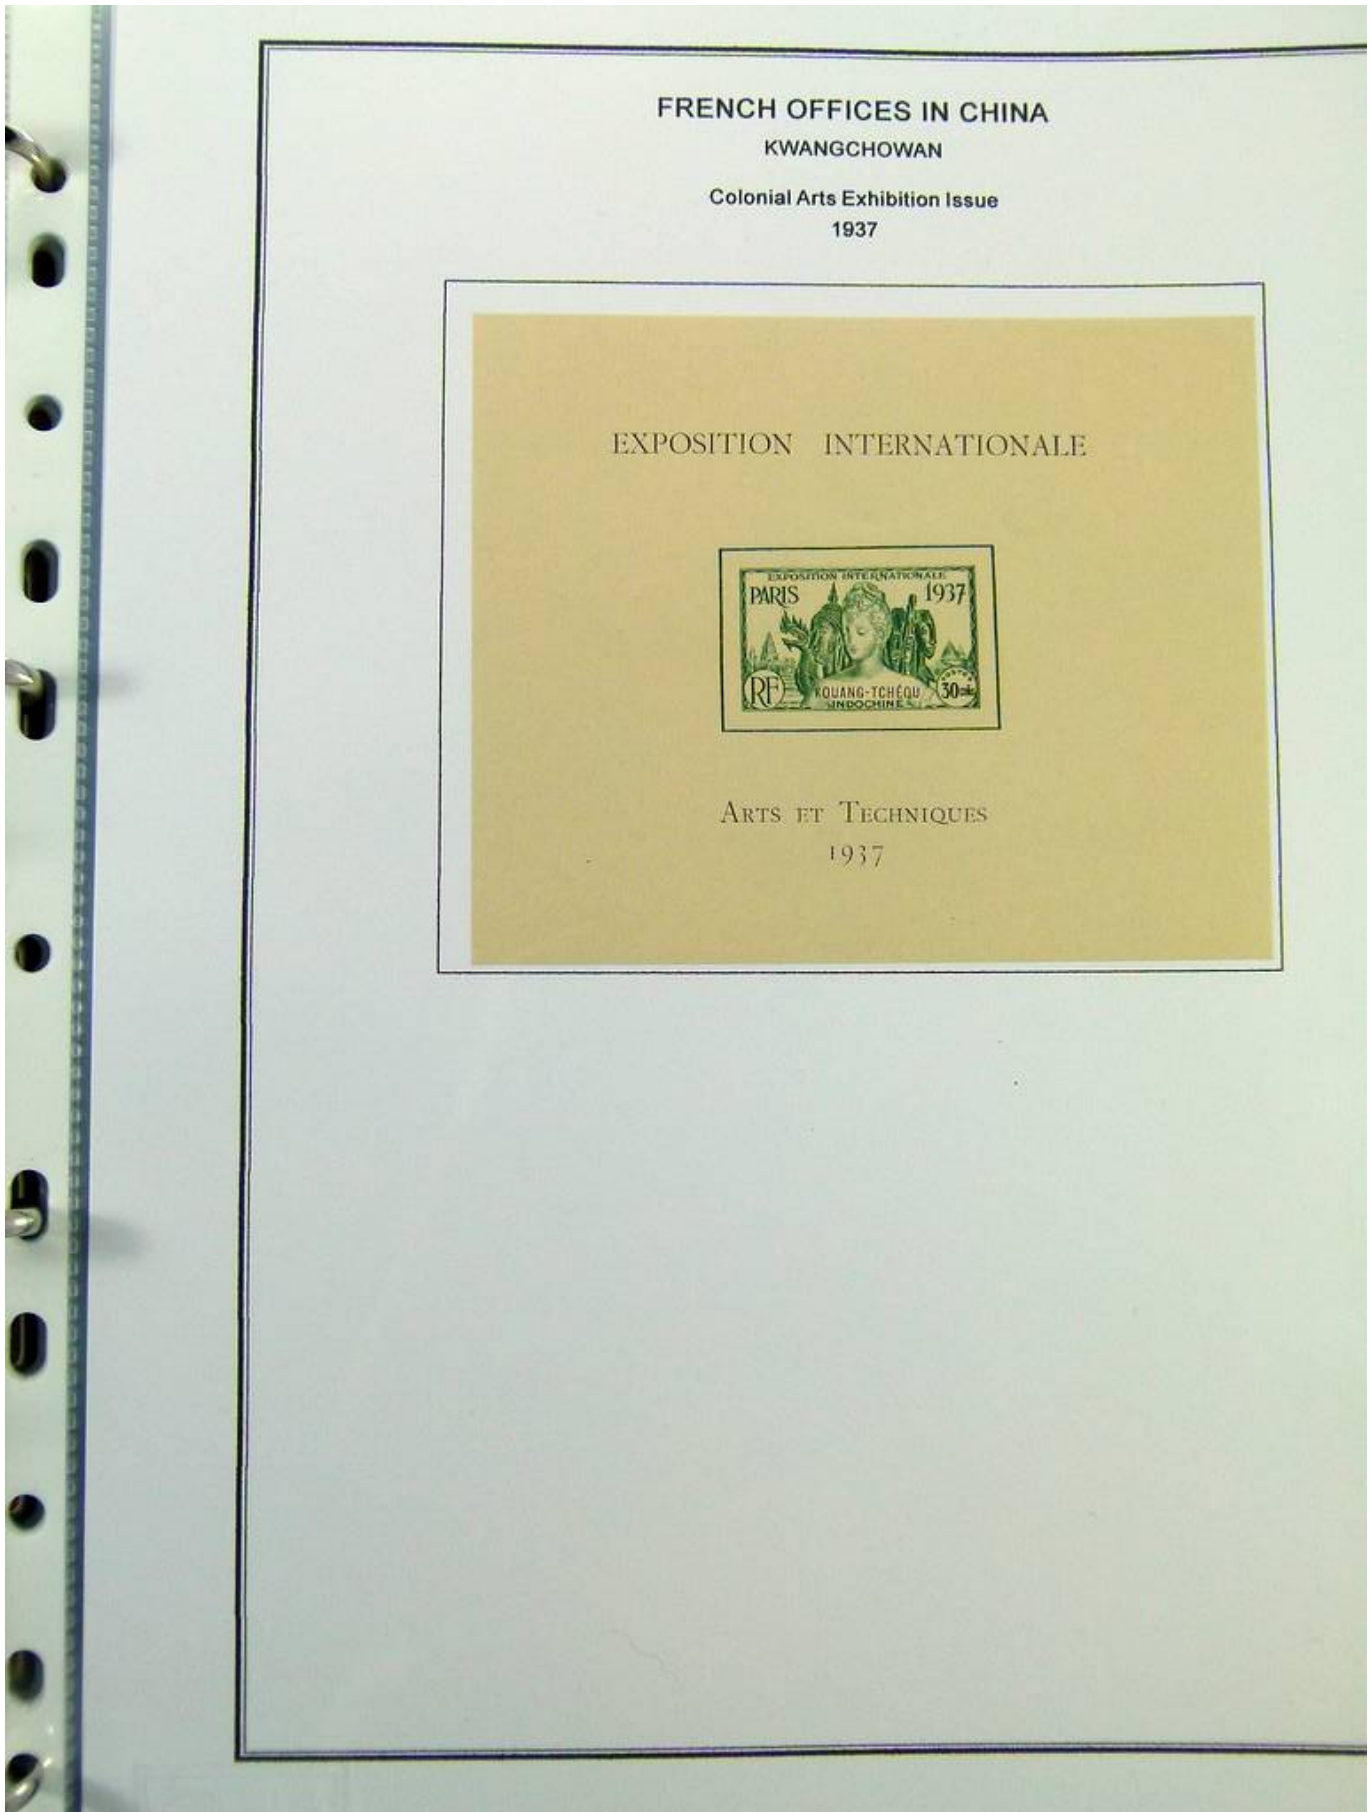 FRENCH OFFICES IN CHINA
KWANGCHOWAN
Colonial Arts Exhibition Issue
1937
EXPOSITION INTERNATIONALE
EXPOSITION INTERNATIONALE
PARIS 1937
POSTES
RF KOUANG-TCHÉOU 30
INDOCHINE
ARTS ET TECHNIQUES
1937